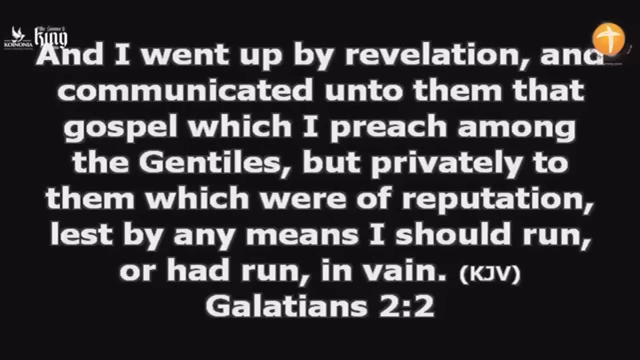 KOINONIA
King
And I went up by revelation, and
communicated unto them that
gospel which I preach among
the Gentiles, but privately to
them which were of reputation,
lest by any means I should run,
or had run, in vain. (KJV)
Galatians 2:2